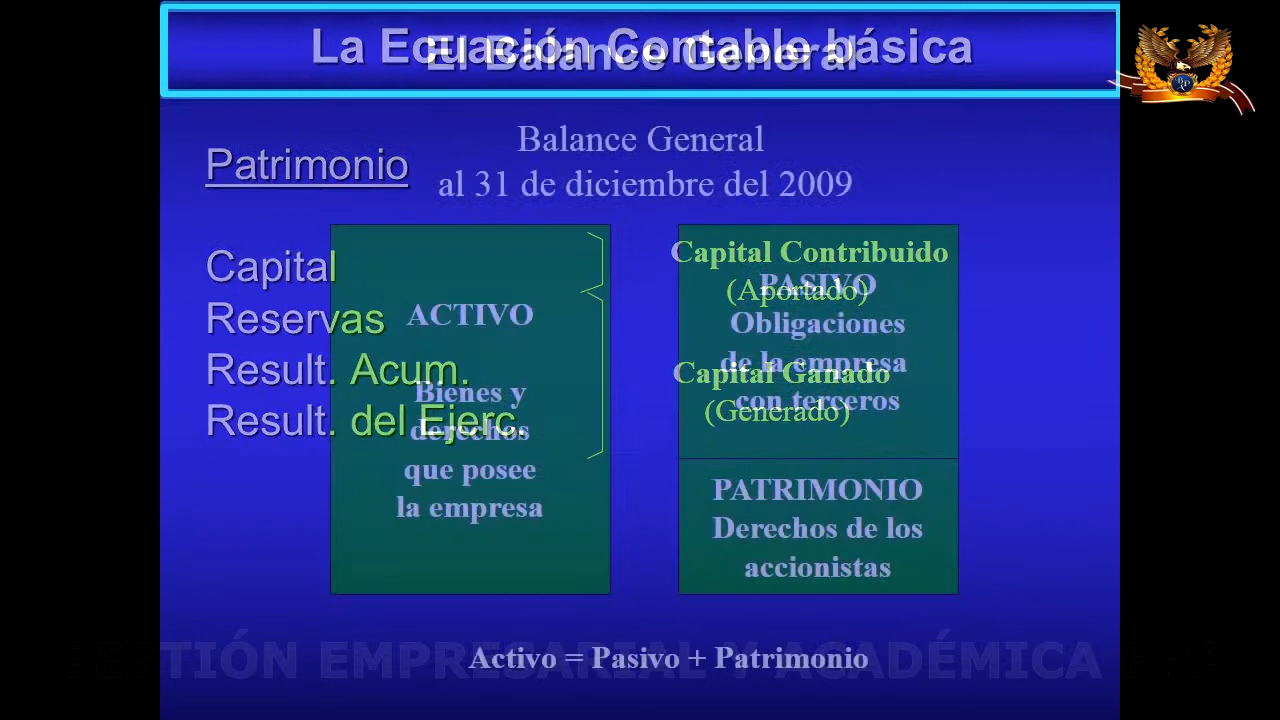 La Ecuación Contable básica
El Balance General
Balance General
al 31 de diciembre del 2009
Patrimonio
Capital
Reservas
Result. Acum.
Result. del Ejerc.
Capital Contribuido
(Aportado)
Capital Ganado
(Generado)
ACTIVO
Bienes y
derechos
que posee
la empresa
PASIVO
Obligaciones
de la empresa
con terceros
PATRIMONIO
Derechos de los
accionistas
Activo = Pasivo + Patrimonio
GESTIÓN EMPRESARIAL Y ACADÉMICA